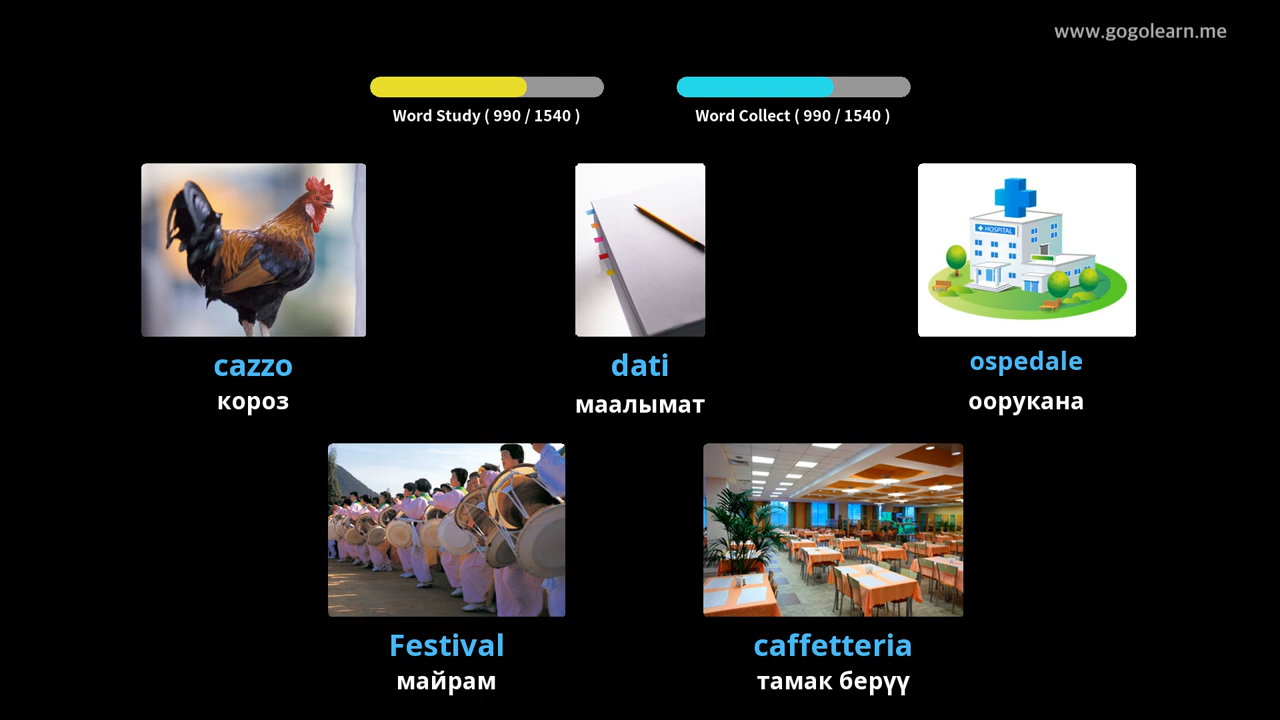 www.gogolearn.me
Word Study ( 990 / 1540 )
Word Collect ( 990 / 1540 )
HOSPITAL
cazzo
короз
dati
маалымат
ospedale
оорукана
Festival
майрам
caffetteria
тамак берүү